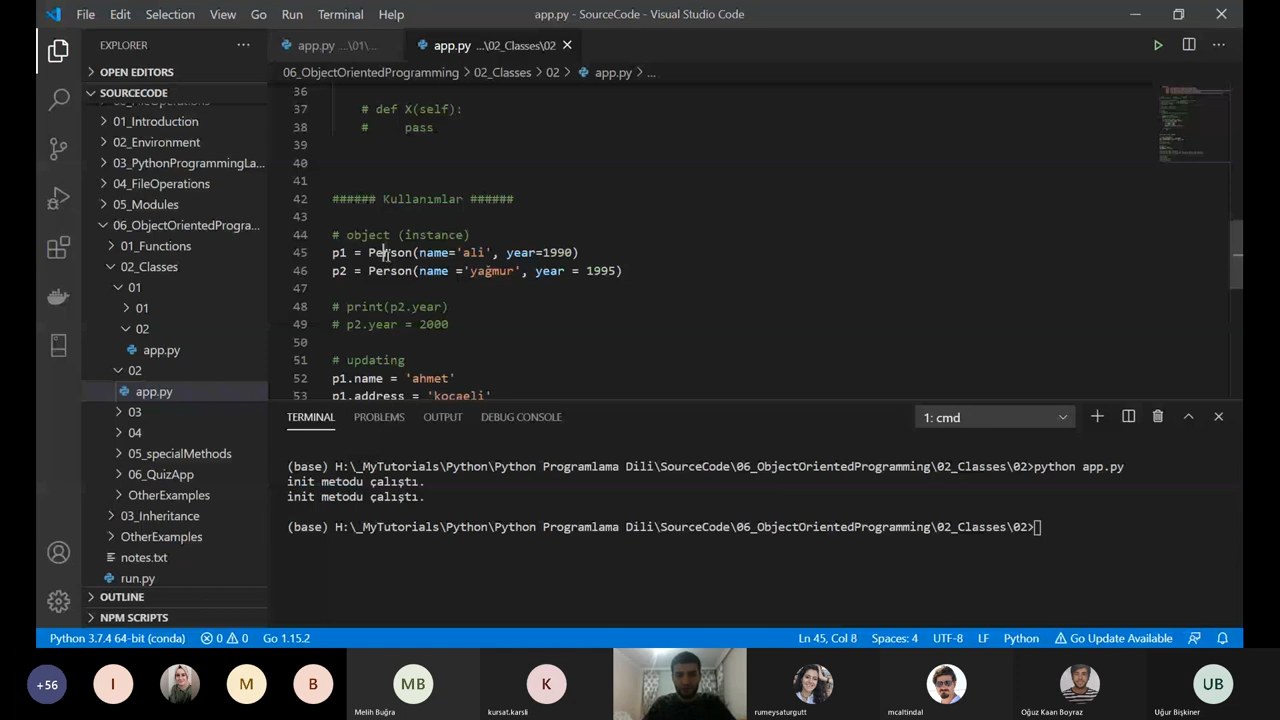 File Edit Selection View Go Run Terminal Help app.py - SourceCode - Visual Studio Code
EXPLORER
app.py ...\01\...
app.py ...\02_Classes\02
OPEN EDITORS
06_ObjectOrientedProgramming > 02_Classes > 02 > app.py > ...
SOURCECODE
01_Introduction
02_Environment
03_PythonProgrammingLa...
04_FileOperations
05_Modules
06_ObjectOrientedProgra...
01_Functions
02_Classes
01
01
02
app.py
02
app.py
03
04
05_specialMethods
06_QuizApp
OtherExamples
03_Inheritance
OtherExamples
notes.txt
run.py
OUTLINE
NPM SCRIPTS
36
37 # def X(self):
38 # pass
39
40
41
42 ###### Kullanımlar ######
43
44 # object (instance)
45 p1 = Person(name='ali', year=1990)
46 p2 = Person(name ='yağmur', year = 1995)
47
48 # print(p2.year)
49 # p2.year = 2000
50
51 # updating
52 p1.name = 'ahmet'
53 p1.address = 'kocaeli'
TERMINAL PROBLEMS OUTPUT DEBUG CONSOLE 1: cmd
(base) H:\_MyTutorials\Python\Python Programlama Dili\SourceCode\06_ObjectOrientedProgramming\02_Classes\02>python app.py
init metodu çalıştı.
init metodu çalıştı.
(base) H:\_MyTutorials\Python\Python Programlama Dili\SourceCode\06_ObjectOrientedProgramming\02_Classes\02>
Python 3.7.4 64-bit (conda) 0 0 Go 1.15.2 Ln 45, Col 8 Spaces: 4 UTF-8 LF Python Go Update Available
+56 I M B MB K UB
Melih Buğra kursat.karsli rumeysaturgutt mcaltindal Oğuz Kaan Boyraz Uğur Bişkiner